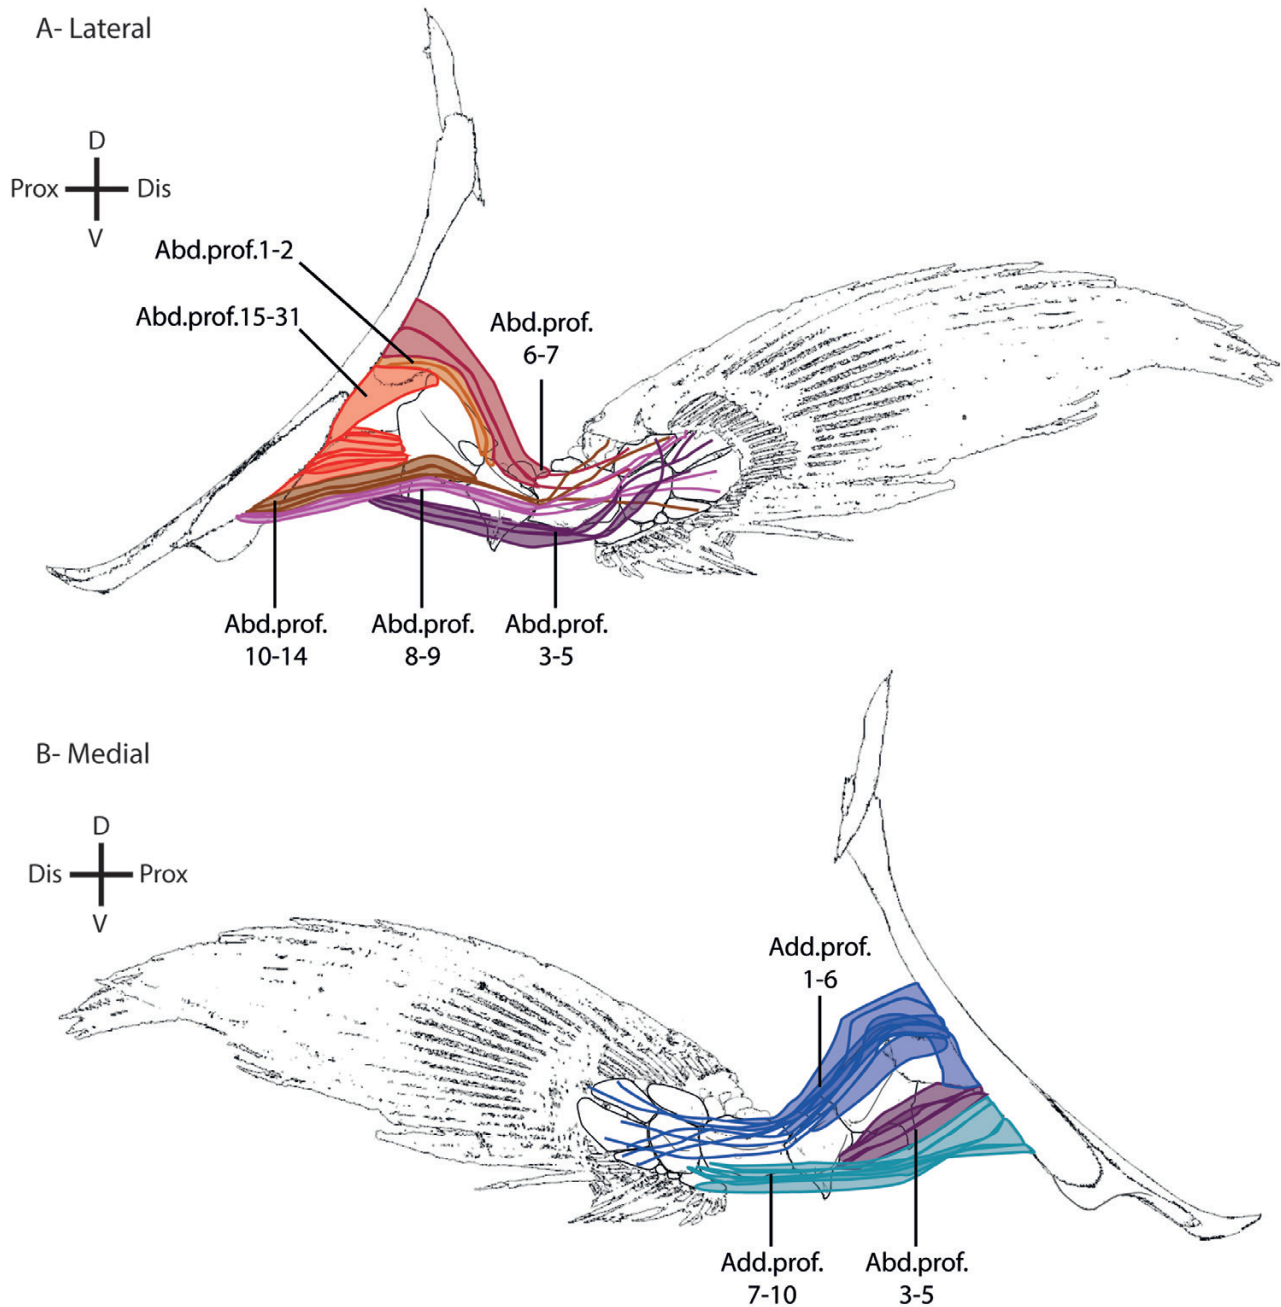 A- Lateral
D
Prox
Dis
V
Abd.prof.1-2
Abd.prof.15-31
Abd.prof.
6-7
Abd.prof.
10-14
Abd.prof.
8-9
Abd.prof.
3-5
B- Medial
D
Dis
Prox
V
Add.prof.
1-6
Add.prof.
7-10
Abd.prof.
3-5